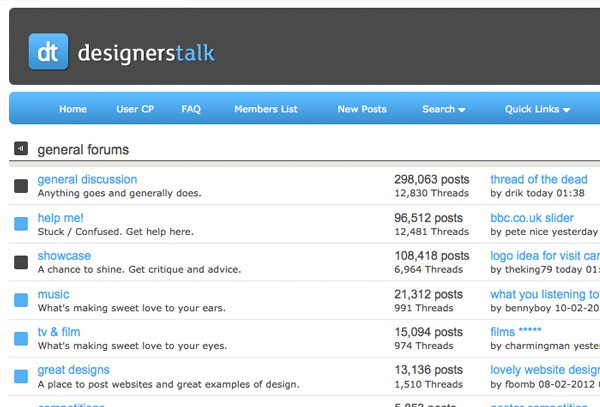 dt designerstalk
Home User CP FAQ Members List New Posts Search Quick Links
general forums
general discussion 298,063 posts thread of the dead
Anything goes and generally does. 12,830 Threads by drik today 01:38
help me! 96,512 posts bbc.co.uk slider
Stuck / Confused. Get help here. 12,481 Threads by pete nice yesterday
showcase 108,418 posts logo idea for visit car
A chance to shine. Get critique and advice. 6,964 Threads by theking79 today 01:
music 21,312 posts what you listening to
What's making sweet love to your ears. 991 Threads by bennyboy 10-02-20
tv & film 15,094 posts films *****
What's making sweet love to your eyes. 974 Threads by charmingman yester
great designs 13,136 posts lovely website design
A place to post websites and great examples of design. 1,510 Threads by fbomb 08-02-2012
competitions 5,853 posts poster competition